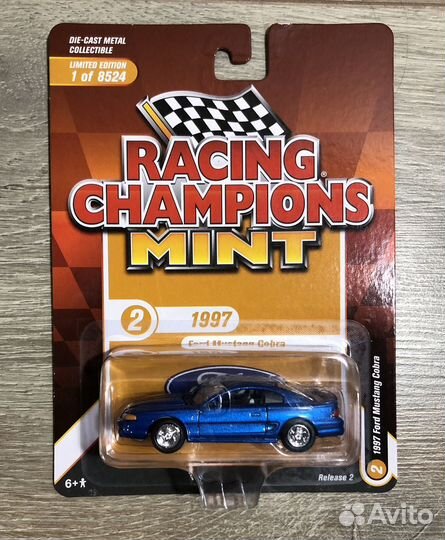 DIE-CAST METAL
COLLECTIBLE
LIMITED EDITION
1 of 8524
RACING
CHAMPIONS®
MINT
2
1997
Ford Mustang Cobra
2 1997 Ford Mustang Cobra
Release 2
6+
Avito